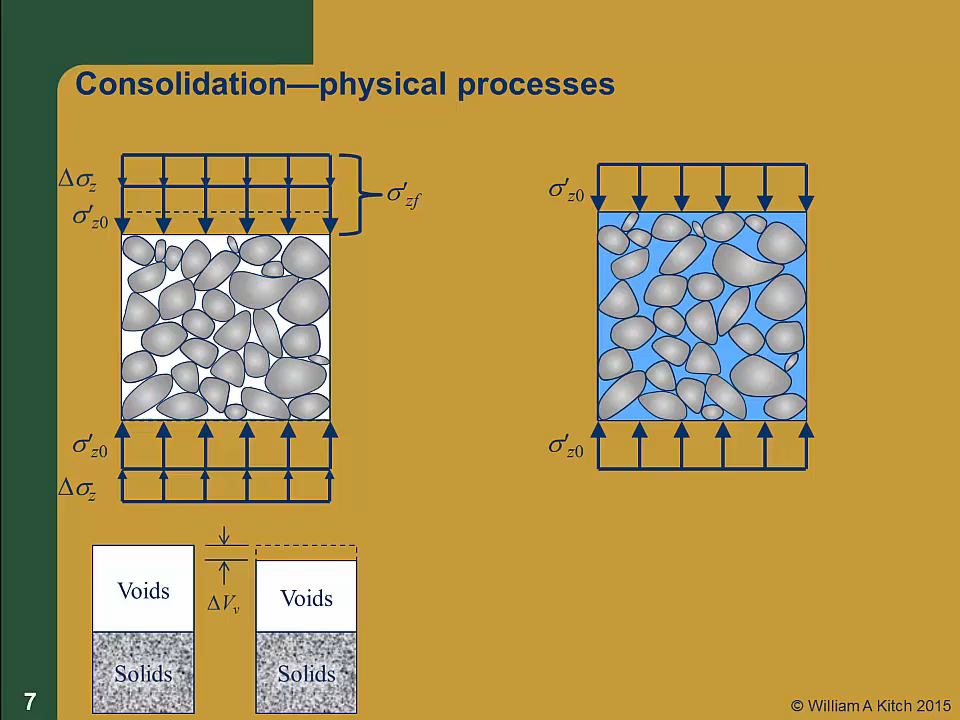 Consolidation—physical processes
Δσz
σ′z0
σ′zf
σ′z0
Δσz
σ′z0
σ′z0
Voids
Solids
ΔVv
Voids
Solids
7
© William A Kitch 2015